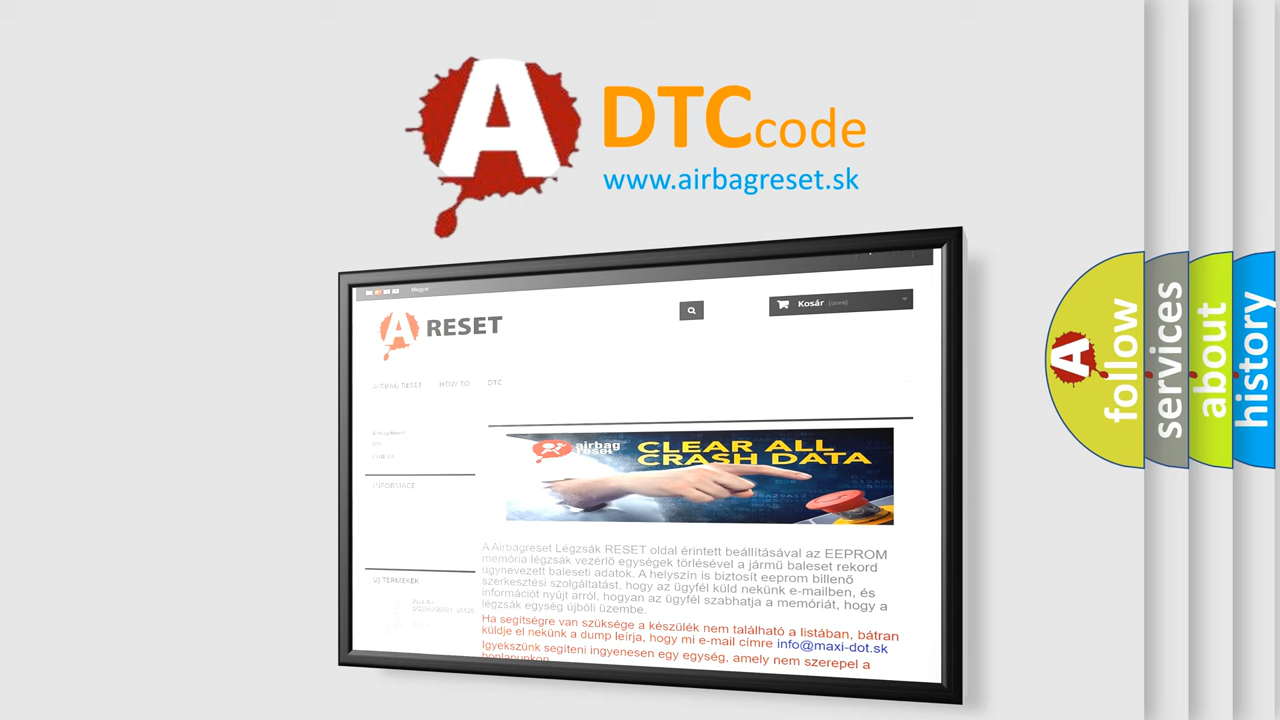 A DTC code
www.airbagreset.sk
Magyar
A RESET
Kosár (üres)
AIRBAG RESET HOW TO DTC
INFORMACE
airbag
reset
CLEAR ALL
CRASH DATA
A Airbagreset Légzsák RESET oldal érintett beállításával az EEPROM
memória légzsák vezérlő egységek törlésével a jármű baleset rekord
úgynevezett baleseti adatok. A helyszín is biztosít eeprom billenő
szerkesztési szolgáltatást, hogy az ügyfél küld nekünk e-mailben, és
információt nyújt arról, hogyan az ügyfél szabhatja a memóriát, hogy a
légzsák egység újbóli üzembe.
Ha segítségre van szüksége a készülék nem található a listában, bátran
küldje el nekünk a dump leírja, hogy mi e-mail címre info@maxi-dot.sk
Igyekszünk segíteni ingyenesen egy egység, amely nem szerepel a
honlapunkon
ÚJ TERMÉKEK
A
follow
services
about
history